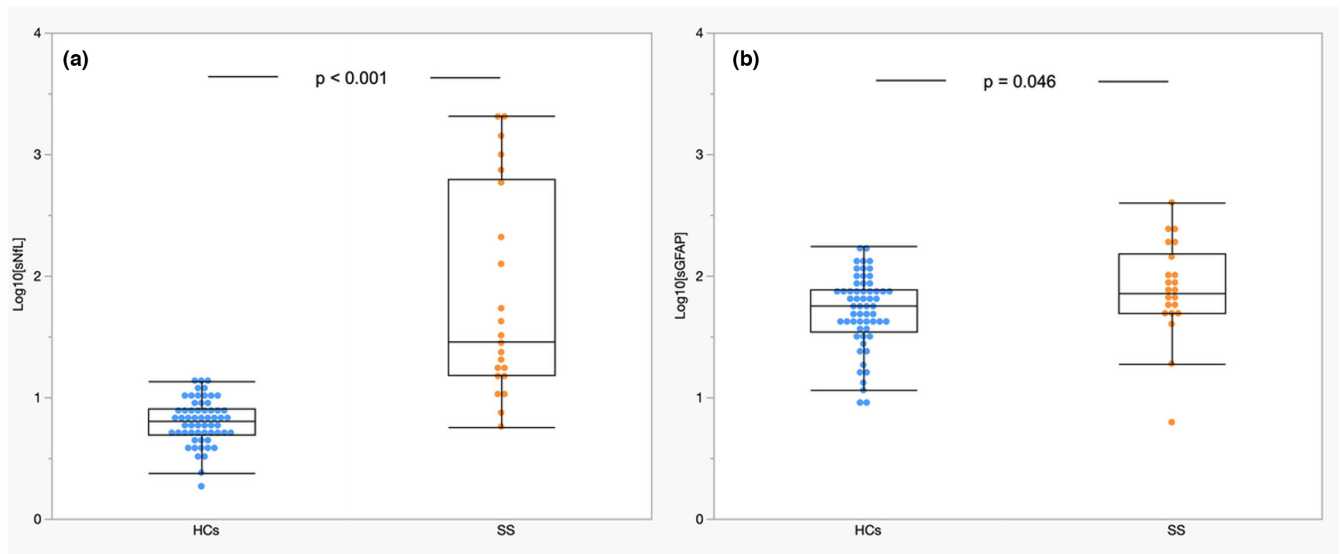 (a)
p < 0.001
4
3
2
1
0
Log10[sNfL]
HCs
SS
(b)
p = 0.046
4
3
2
1
0
Log10[sGFAP]
HCs
SS